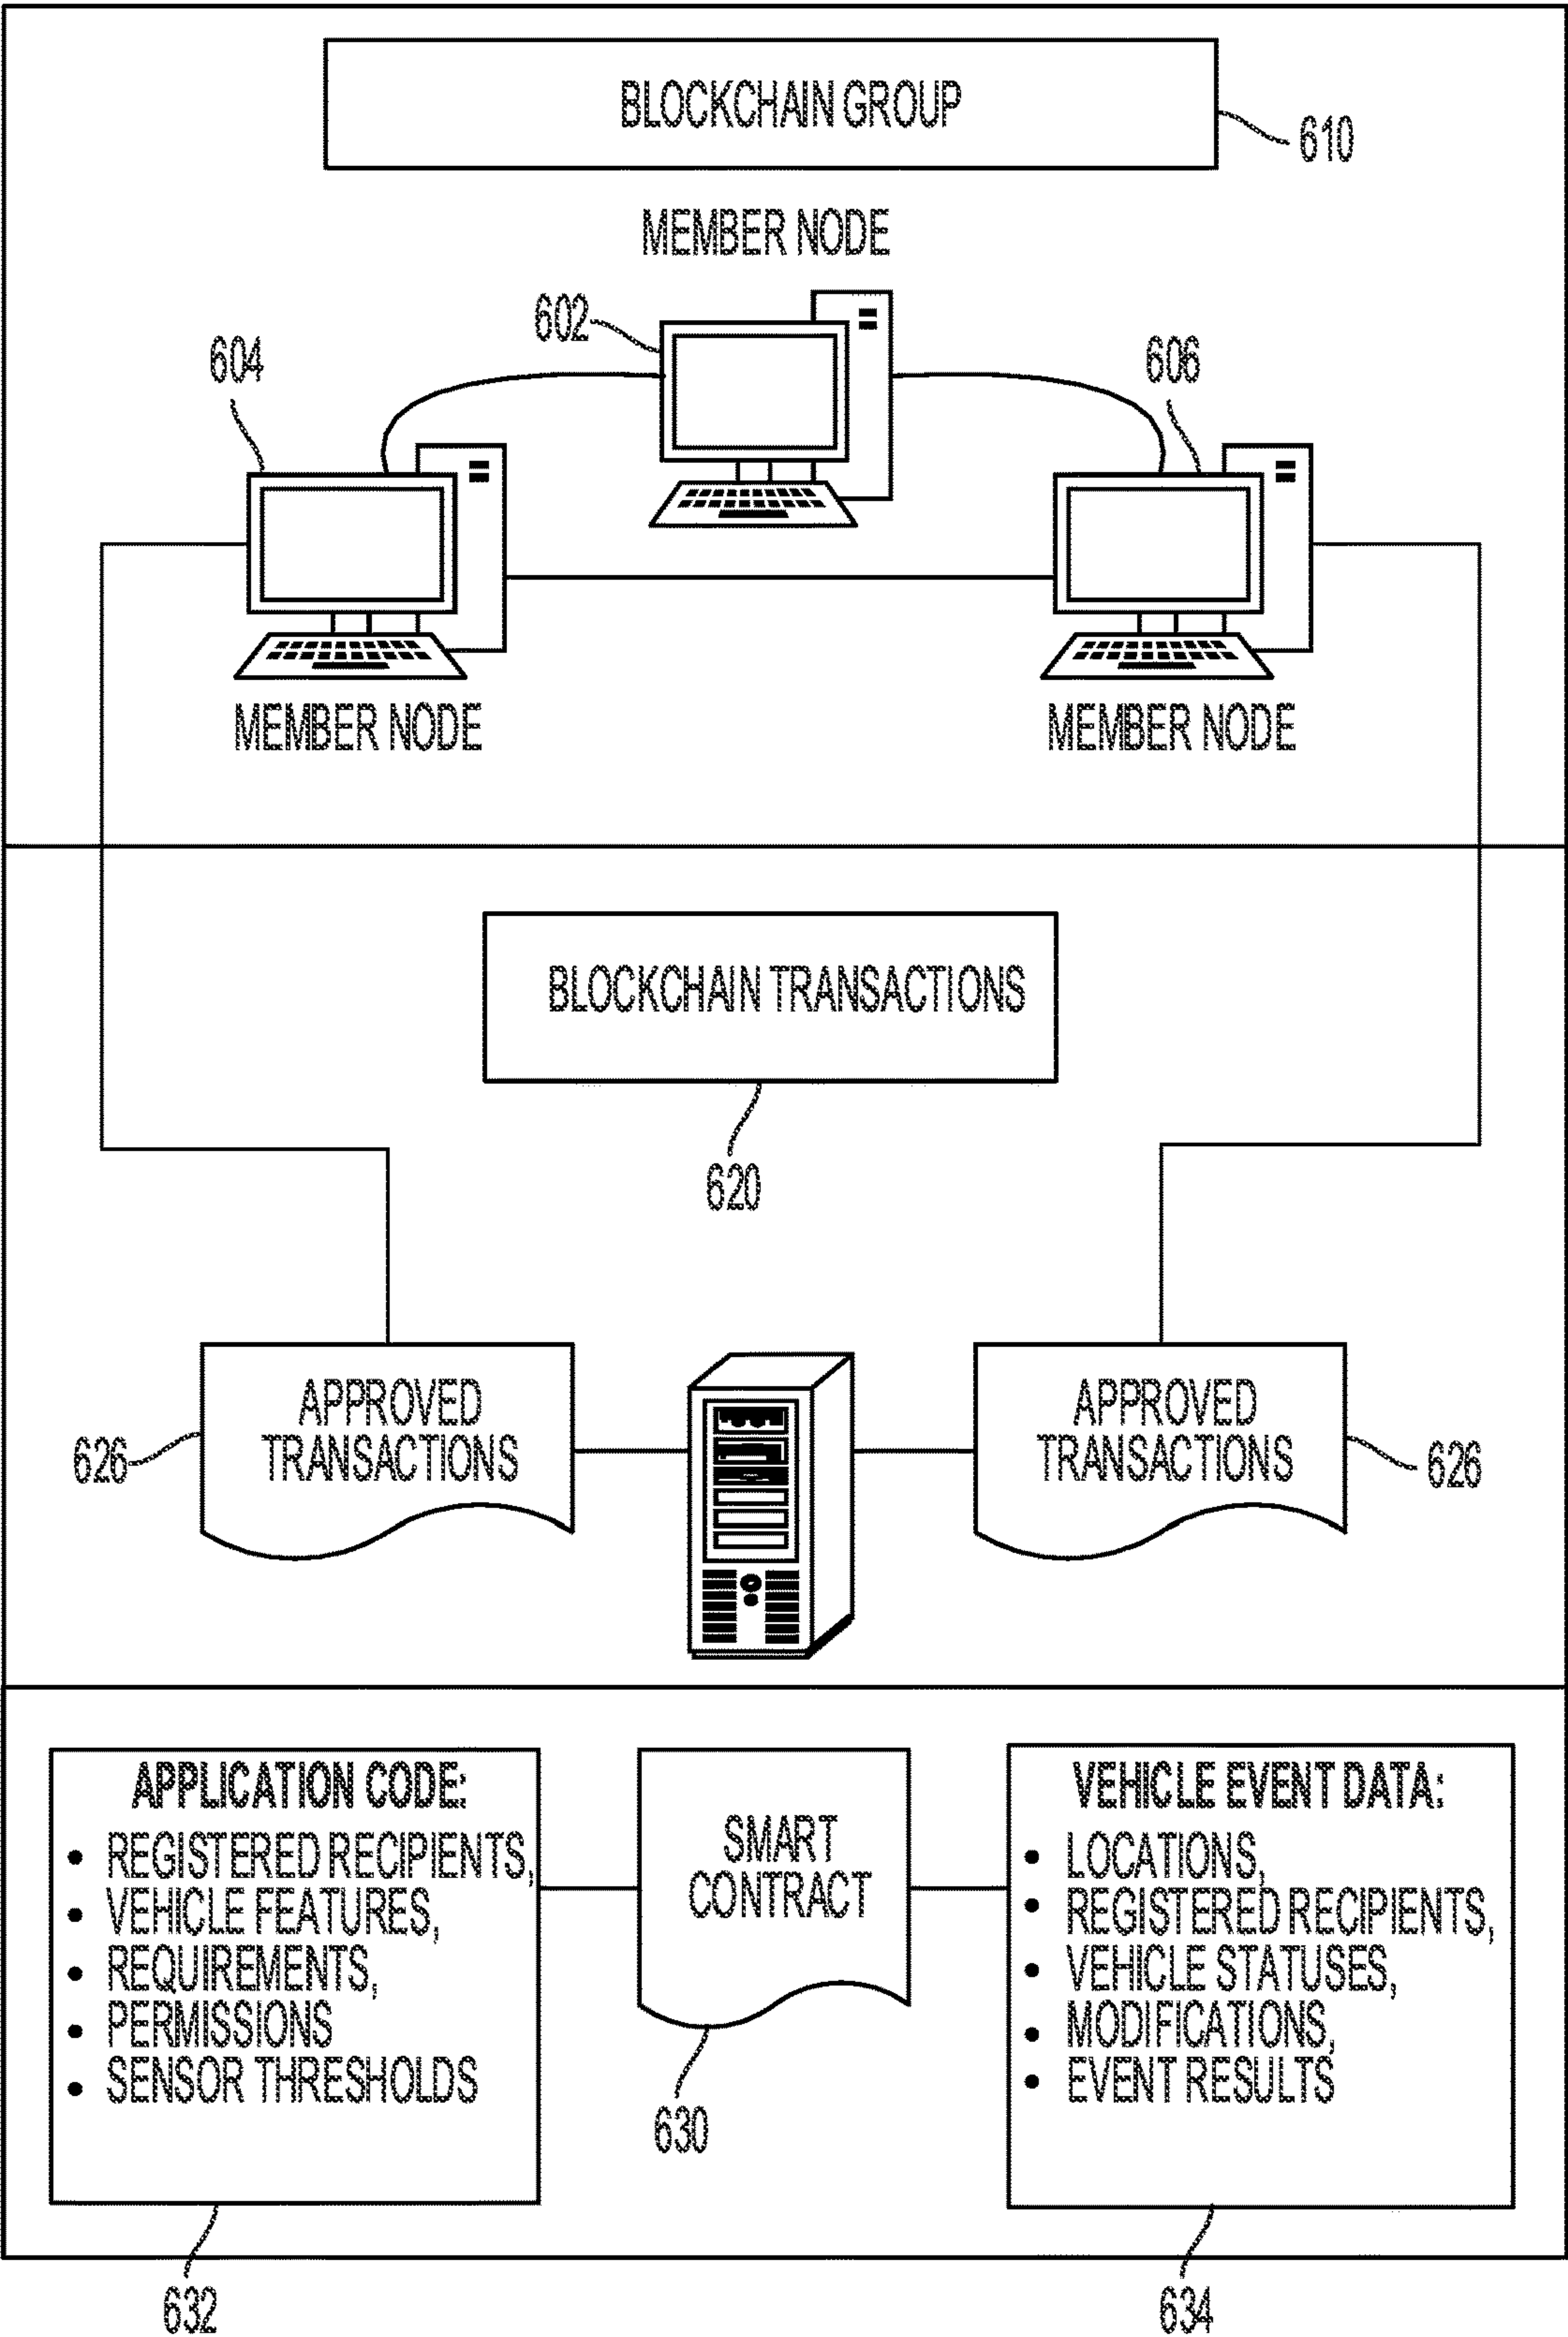 BLOCKCHAIN GROUP
610
MEMBER NODE
602
604
606
MEMBER NODE
MEMBER NODE
BLOCKCHAIN TRANSACTIONS
620
APPROVED
TRANSACTIONS
626
APPROVED
TRANSACTIONS
626
APPLICATION CODE:
• REGISTERED RECIPIENTS,
• VEHICLE FEATURES,
• REQUIREMENTS,
• PERMISSIONS
• SENSOR THRESHOLDS
632
SMART
CONTRACT
630
VEHICLE EVENT DATA:
• LOCATIONS,
• REGISTERED RECIPIENTS,
• VEHICLE STATUSES,
• MODIFICATIONS,
• EVENT RESULTS
634